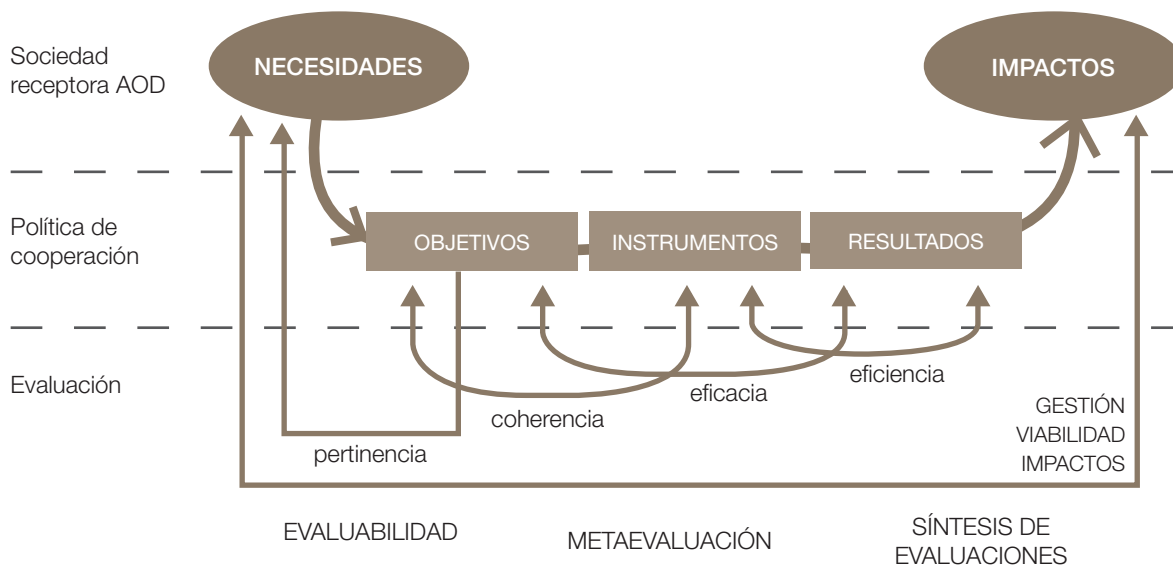 Sociedad
receptora AOD
NECESIDADES
IMPACTOS
Política de
cooperación
OBJETIVOS
INSTRUMENTOS
RESULTADOS
Evaluación
eficiencia
eficacia
coherencia
pertinencia
GESTIÓN
VIABILIDAD
IMPACTOS
EVALUABILIDAD
METAEVALUACIÓN
SÍNTESIS DE
EVALUACIONES